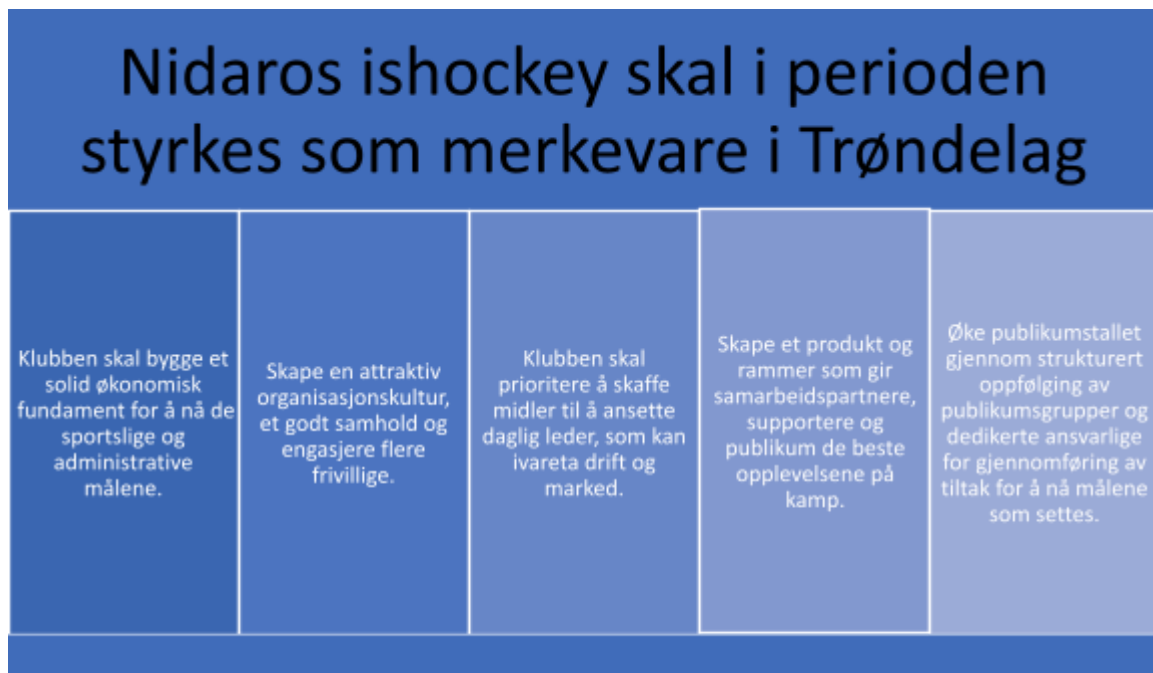 Nidaros ishockey skal i perioden
styrkes som merkevare i Trøndelag
Klubben skal bygge et
solid økonomisk
fundament for å nå de
sportslige og
administrative
målene.
Skape en attraktiv
organisasjonskultur,
et godt samhold og
engasjere flere
frivillige.
Klubben skal
prioritere å skaffe
midler til å ansette
daglig leder, som kan
ivareta drift og
marked.
Skape et produkt og
rammer som gir
samarbeidspartnere,
supportere og
publikum de beste
opplevelsene på
kamp.
Øke publikumstallet
gjennom strukturert
oppfølging av
publikumsgrupper og
dedikerte ansvarlige
for gjennomføring av
tiltak for å nå målene
som settes.